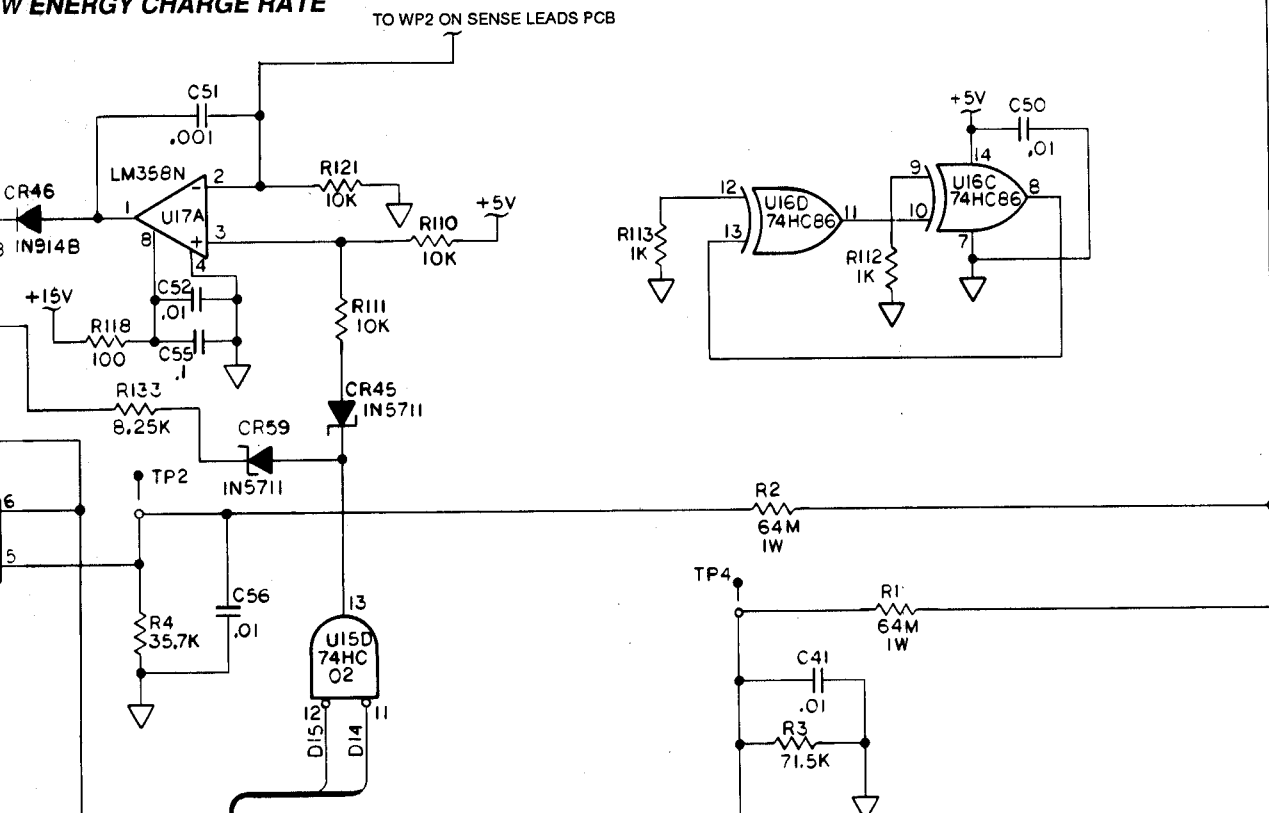 W ENERGY CHARGE RATE
TO WP2 ON SENSE LEADS PCB
C51
.001
LM358N
2
R121
10K
CR46
1
U17A
IN914B
8
3
4
+5V
R110
10K
C52
.01
+15V
R118
100
C55
.1
R111
10K
R133
8.25K
CR45
IN5711
CR59
IN5711
TP2
6
5
R4
35.7K
C56
.01
13
U15D
74HC
02
12
11
D15
D14
+5V
C50
.01
14
9
U16C
74HC86
8
10
7
12
U16D
74HC86
11
13
R113
1K
R112
1K
R2
64M
1W
TP4
R1
64M
1W
C41
.01
R3
71.5K